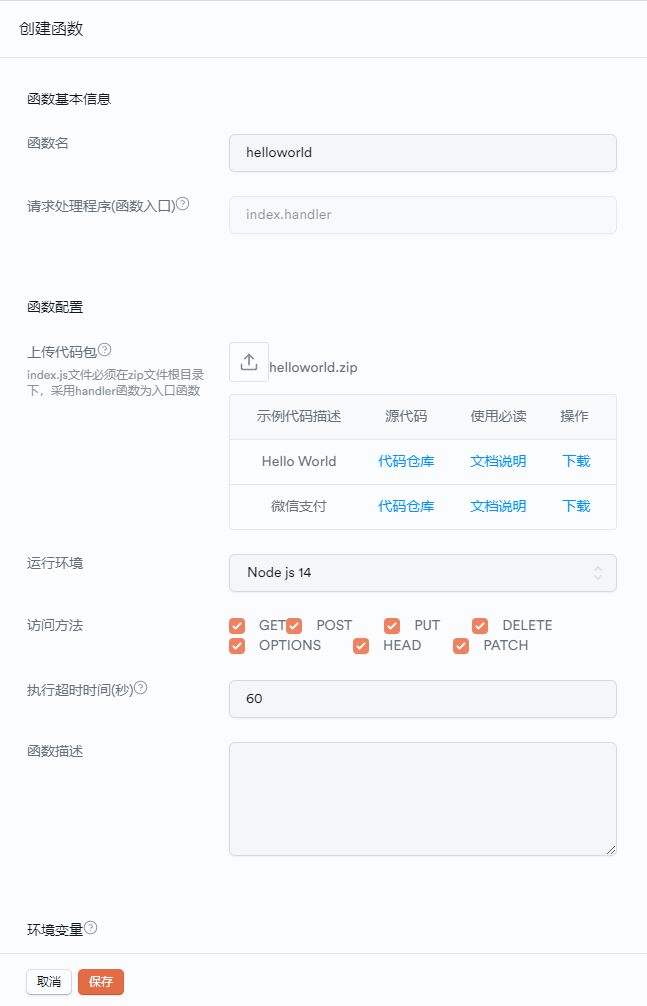 创建函数
函数基本信息
函数名
helloworld
请求处理程序(函数入口)?
index.handler
函数配置
上传代码包?
index.js文件必须在zip文件根目录
下，采用handler函数为入口函数
helloworld.zip
示例代码描述 源代码 使用必读 操作
Hello World 代码仓库 文档说明 下载
微信支付 代码仓库 文档说明 下载
运行环境
Node js 14
访问方法
GET POST PUT DELETE
OPTIONS HEAD PATCH
执行超时时间(秒)?
60
函数描述
环境变量?
取消 保存